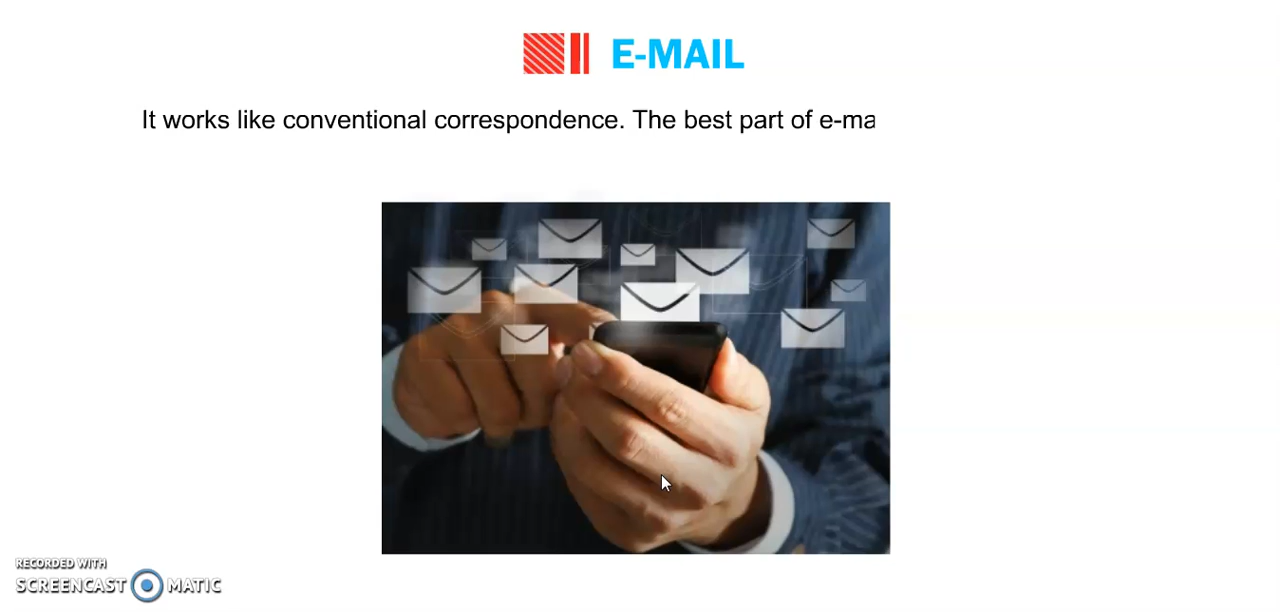 E-MAIL
It works like conventional correspondence. The best part of e-ma
RECORDED WITH
SCREENCAST MATIC